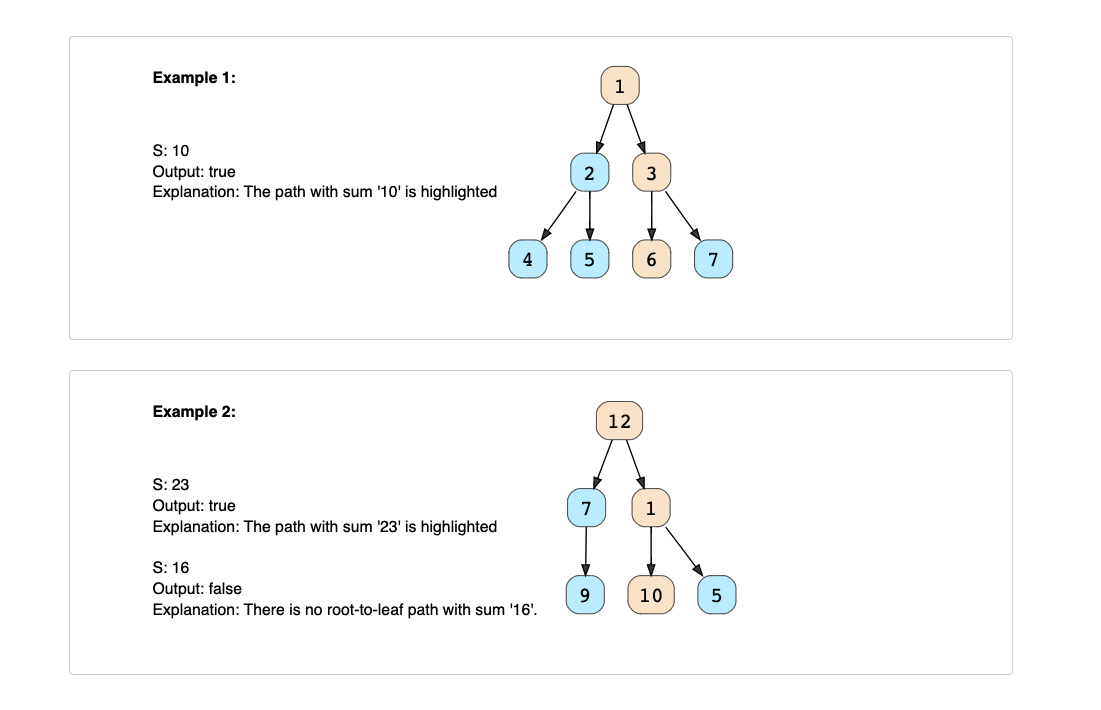 Example 1:
1
S: 10
Output: true
2 3
Explanation: The path with sum '10' is highlighted
4 5 6 7
Example 2:
12
S: 23
Output: true
7 1
Explanation: The path with sum '23' is highlighted
S: 16
Output: false
9 10 5
Explanation: There is no root-to-leaf path with sum '16'.